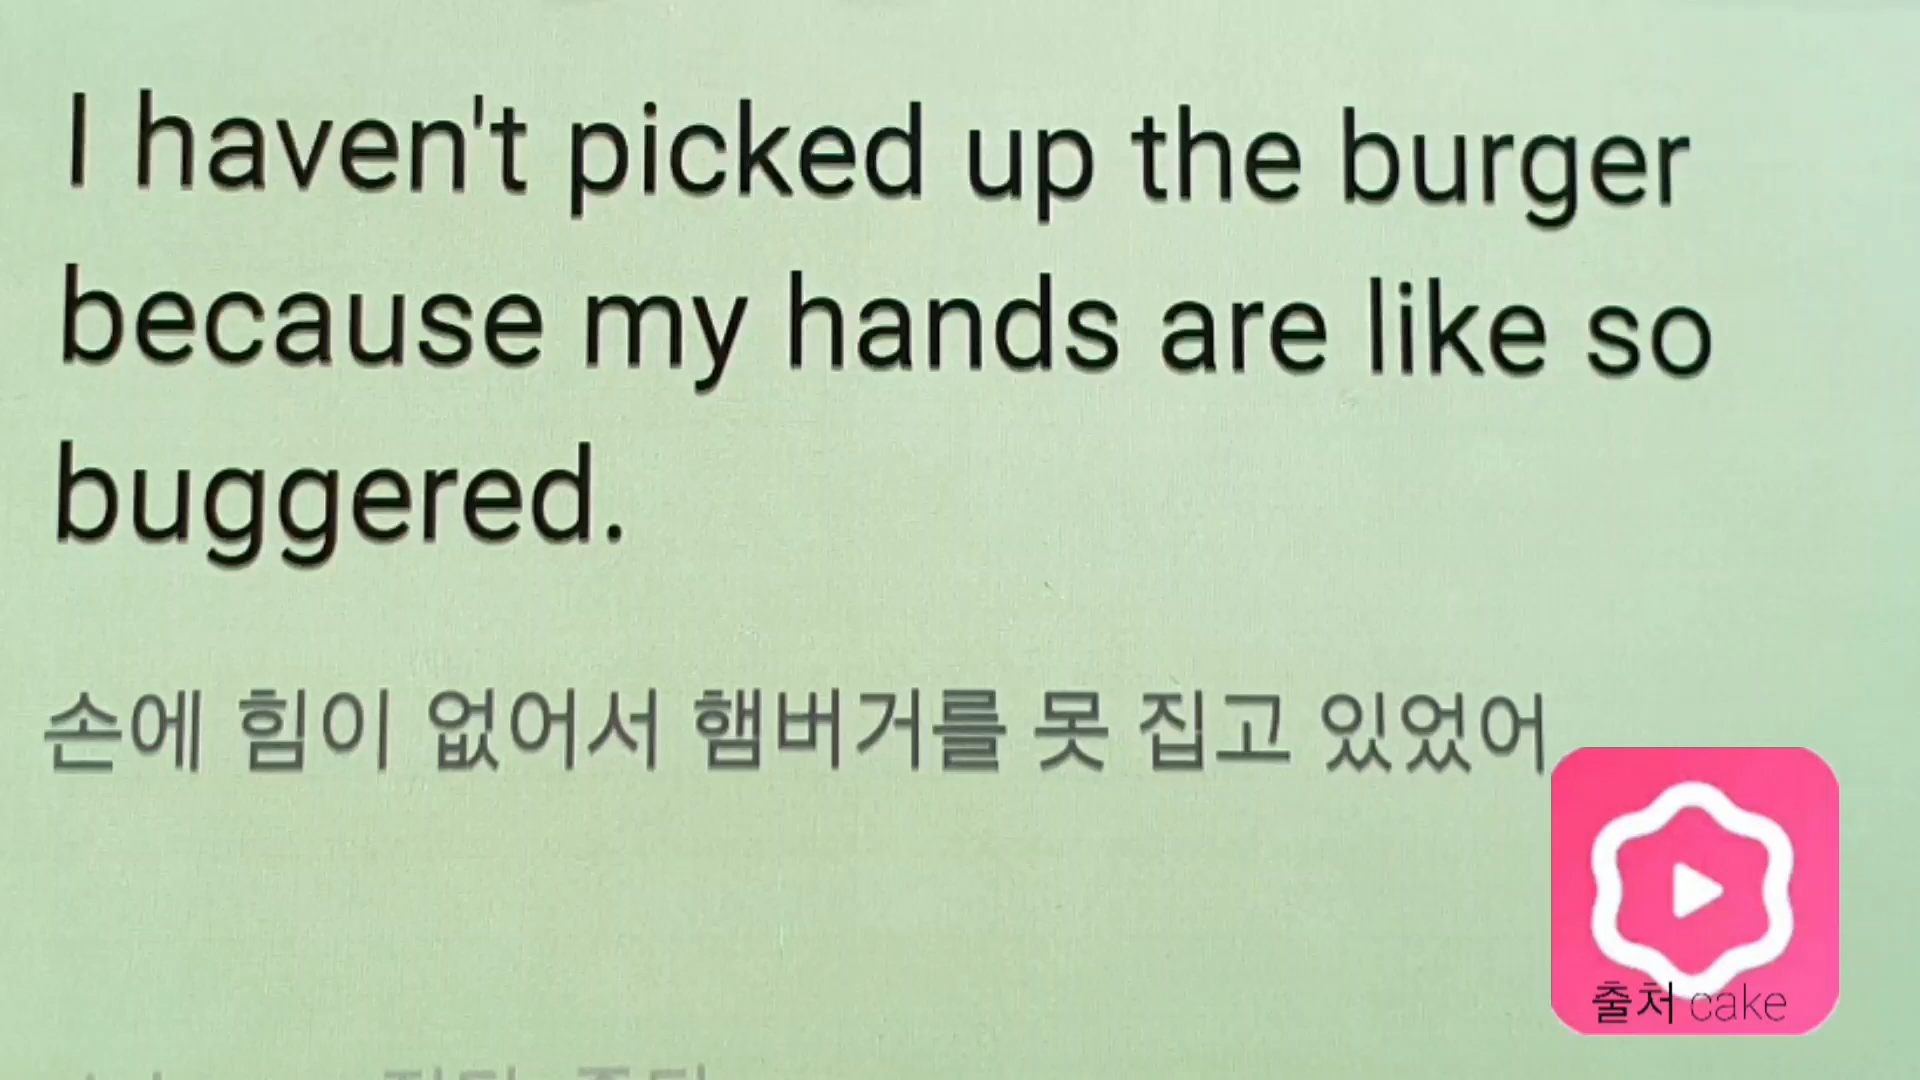 I haven't picked up the burger
because my hands are like so
buggered.
손에 힘이 없어서 햄버거를 못 집고 있었어
출처 cake